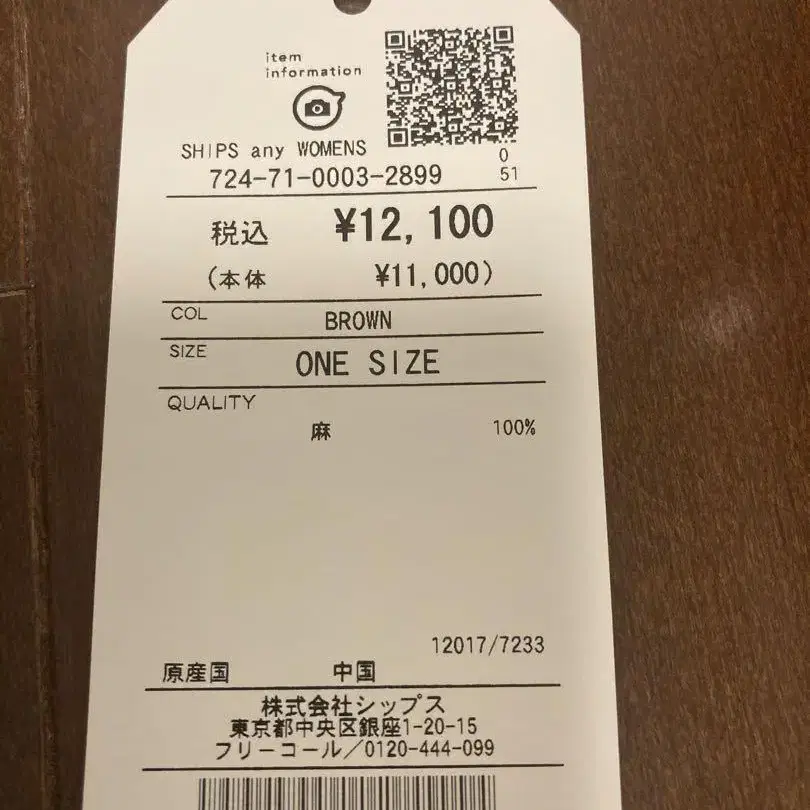 item
information
SHIPS any WOMENS
0
724-71-0003-2899
51
税込 ¥12,100
(本体 ¥11,000)
COL BROWN
SIZE ONE SIZE
QUALITY
麻 100%
12017/7233
原産国 中国
株式会社シップス
東京都中央区銀座1-20-15
フリーコール/0120-444-099